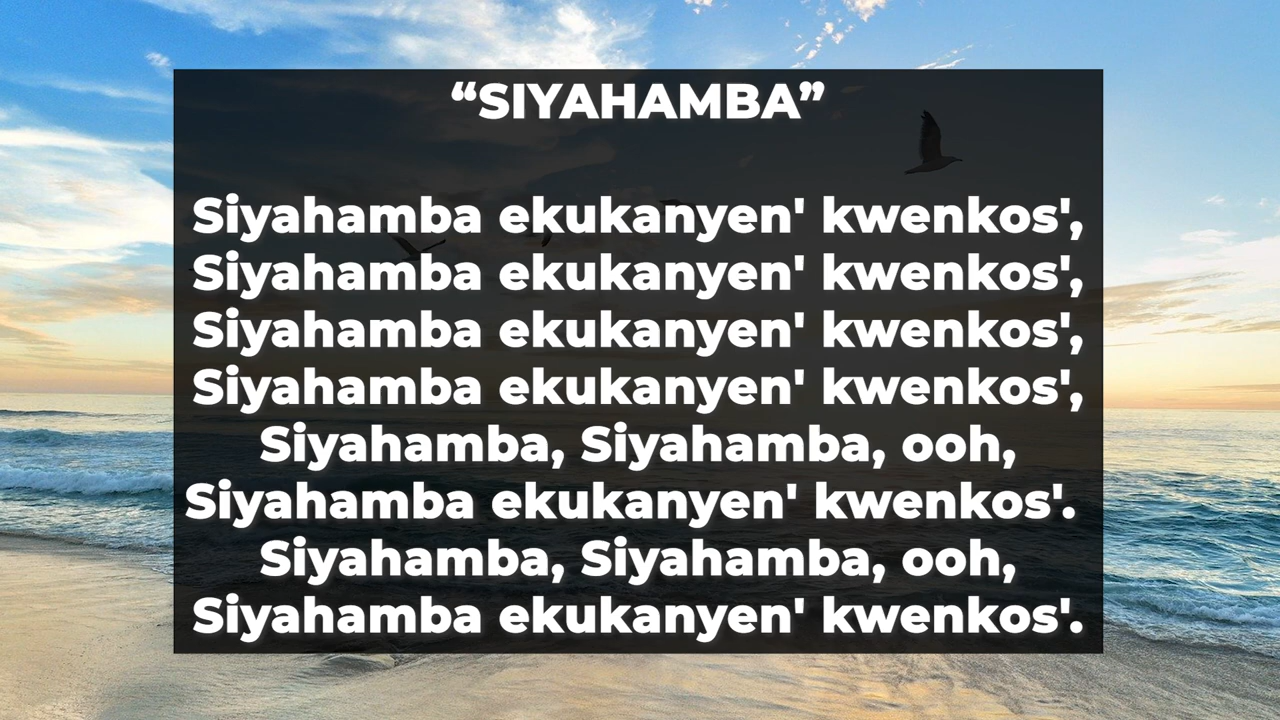 “SIYAHAMBA”
Siyahamba ekukanyen' kwenkos',
Siyahamba ekukanyen' kwenkos',
Siyahamba ekukanyen' kwenkos',
Siyahamba ekukanyen' kwenkos',
Siyahamba, Siyahamba, ooh,
Siyahamba ekukanyen' kwenkos'.
Siyahamba, Siyahamba, ooh,
Siyahamba ekukanyen' kwenkos'.